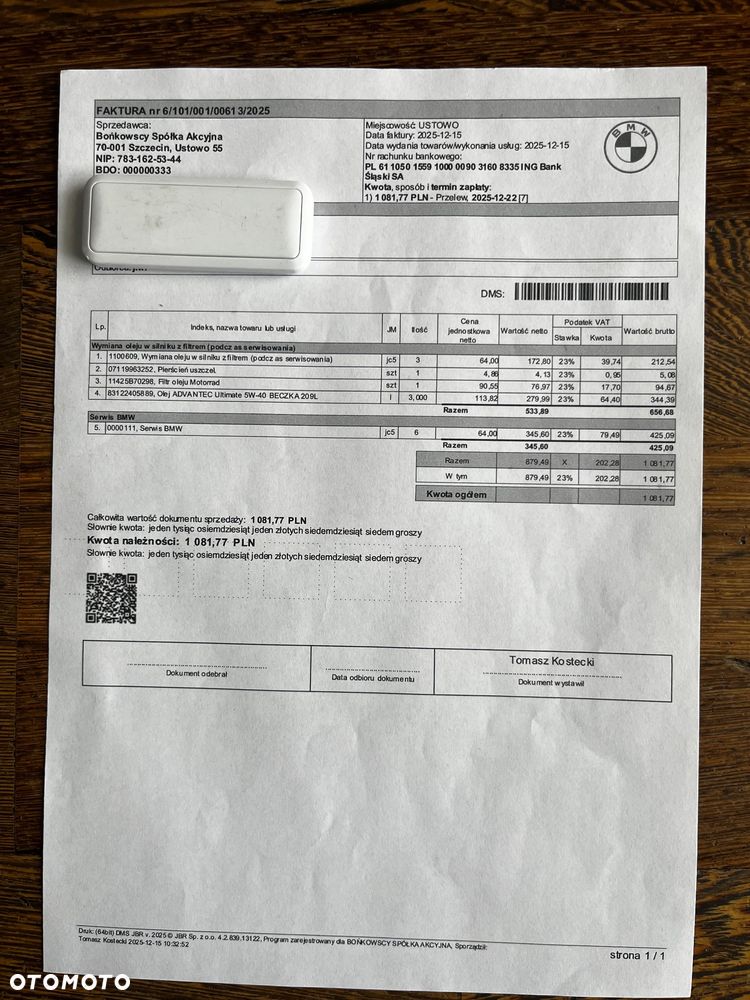 FAKTURA nr 6/101/001/00613/2025
Sprzedawca:
Bońkowscy Spółka Akcyjna
70-001 Szczecin, Ustowo 55
NIP: 783-162-53-44
BDO: 000000333
Miejscowość: USTOWO
Data faktury: 2025-12-15
Data wydania towarów/wykonania usług: 2025-12-15
Nr rachunku bankowego:
PL 61 1050 1559 1000 0090 3160 8335 ING Bank
Śląski SA
Kwota, sposób i termin zapłaty:
1) 1 081,77 PLN - Przelew, 2025-12-22 [7]
BMW
DMS:
Lp. Indeks, nazwa towaru lub usługi JM Ilość Cena jednostkowa netto Wartość netto Podatek VAT Stawka Kwota Wartość brutto
Wymiana oleju w silniku z filtrem (podczas serwisowania)
1. 1100609, Wymiana oleju w silniku z filtrem (podczas serwisowania) jc5 3 64,00 172,80 23% 39,74 212,54
2. 07119963252, Pierścień uszczel. szt 1 4,86 4,13 23% 0,95 5,08
3. 11425B70298, Filtr oleju Motorrad szt 1 90,55 76,97 23% 17,70 94,67
4. 83122405889, Olej ADVANTEC Ultimate 5W-40 BECZKA 209L l 3,000 113,82 279,99 23% 64,40 344,39
Razem 533,89 656,68
Serwis BMW
5. 0000111, Serwis BMW jc5 6 64,00 345,60 23% 79,49 425,09
Razem 345,60 425,09
Razem 879,49 X 202,28 1 081,77
W tym 879,49 23% 202,28 1 081,77
Kwota ogółem 1 081,77
Całkowita wartość dokumentu sprzedaży: 1 081,77 PLN
Słownie kwota: jeden tysiąc osiemdziesiąt jeden złotych siedemdziesiąt siedem groszy
Kwota należności: 1 081,77 PLN
Słownie kwota: jeden tysiąc osiemdziesiąt jeden złotych siedemdziesiąt siedem groszy
Dokument odebrał
Data odbioru dokumentu
Tomasz Kostecki
Dokument wystawił
Druk: (64bit) DMS JBR v. 2025 © JBR Sp. z o.o. 4.2.839.13122, Program zarejestrowany dla BOŃKOWSCY SPÓŁKA AKCYJNA, Sporządził:
Tomasz Kostecki 2025-12-15 10:32:52
strona 1 / 1
OTOMOTO